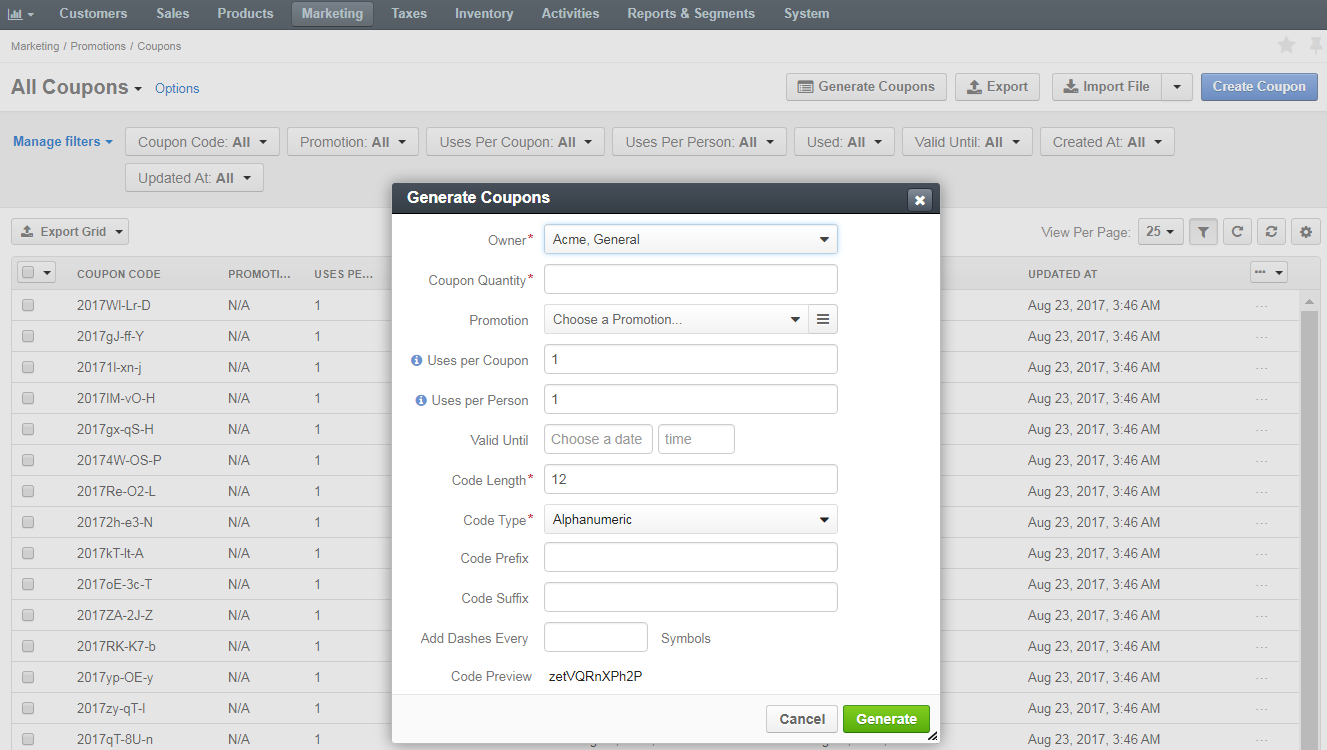 Customers Sales Products Marketing Taxes Inventory Activities Reports & Segments System
Marketing / Promotions / Coupons
All Coupons Options Generate Coupons Export Import File Create Coupon
Manage filters Coupon Code: All Promotion: All Uses Per Coupon: All Uses Per Person: All Used: All Valid Until: All Created At: All
Updated At: All
Generate Coupons
Owner* Acme, General
Coupon Quantity*
Promotion Choose a Promotion...
Uses per Coupon 1
Uses per Person 1
Valid Until Choose a date time
Code Length* 12
Code Type* Alphanumeric
Code Prefix
Code Suffix
Add Dashes Every Symbols
Code Preview zetVQRnXPh2P
Cancel Generate
Export Grid View Per Page: 25
COUPON CODE PROMOTI... USES PE... UPDATED AT
N/A 1 Aug 23, 2017, 3:46 AM
2017gJ-ff-Y N/A 1 Aug 23, 2017, 3:46 AM
N/A 1 Aug 23, 2017, 3:46 AM
N/A 1 Aug 23, 2017, 3:46 AM
2017gx-qS-H N/A 1 Aug 23, 2017, 3:46 AM
20174W-OS-P N/A 1 Aug 23, 2017, 3:46 AM
2017Re-O2-L N/A 1 Aug 23, 2017, 3:46 AM
20172h-e3-N N/A 1 Aug 23, 2017, 3:46 AM
N/A 1 Aug 23, 2017, 3:46 AM
2017oE-3c-T N/A 1 Aug 23, 2017, 3:46 AM
2017ZA-2J-Z N/A 1 Aug 23, 2017, 3:46 AM
2017RK-K7-b N/A 1 Aug 23, 2017, 3:46 AM
2017yp-OE-y N/A 1 Aug 23, 2017, 3:46 AM
N/A 1 Aug 23, 2017, 3:46 AM
2017qT-8U-n N/A 1 Aug 23, 2017, 3:46 AM